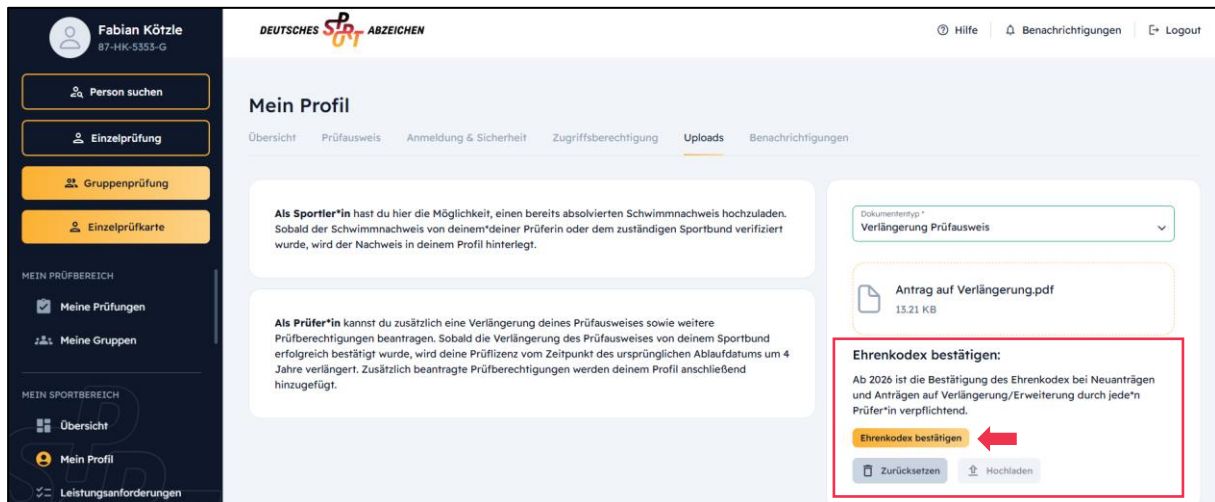 Fabian Kötzle
87-HK-5353-G
Person suchen
Einzelprüfung
Gruppenprüfung
Einzelprüfkarte
MEIN PRÜFBEREICH
Meine Prüfungen
Meine Gruppen
MEIN SPORTBEREICH
Übersicht
Mein Profil
Leistungsanforderungen
DEUTSCHES SPORT ABZEICHEN
Hilfe
Benachrichtigungen
Logout
Mein Profil
Übersicht Prüfausweis Anmeldung & Sicherheit Zugriffsberechtigung Uploads Benachrichtigungen
Als Sportler*in hast du hier die Möglichkeit, einen bereits absolvierten Schwimmnachweis hochzuladen.
Sobald der Schwimmnachweis von deinem*deiner Prüferin oder dem zuständigen Sportbund verifiziert
wurde, wird der Nachweis in deinem Profil hinterlegt.
Als Prüfer*in kannst du zusätzlich eine Verlängerung deines Prüfausweises sowie weitere
Prüfberechtigungen beantragen. Sobald die Verlängerung des Prüfausweises von deinem Sportbund
erfolgreich bestätigt wurde, wird deine Prüflizenz vom Zeitpunkt des ursprünglichen Ablaufdatums um 4
Jahre verlängert. Zusätzlich beantragte Prüfberechtigungen werden deinem Profil anschließend
hinzugefügt.
Dokumententyp *
Verlängerung Prüfausweis
Antrag auf Verlängerung.pdf
13.21 KB
Ehrenkodex bestätigen:
Ab 2026 ist die Bestätigung des Ehrenkodex bei Neuanträgen
und Anträgen auf Verlängerung/Erweiterung durch jede*n
Prüfer*in verpflichtend.
Ehrenkodex bestätigen
Zurücksetzen
Hochladen